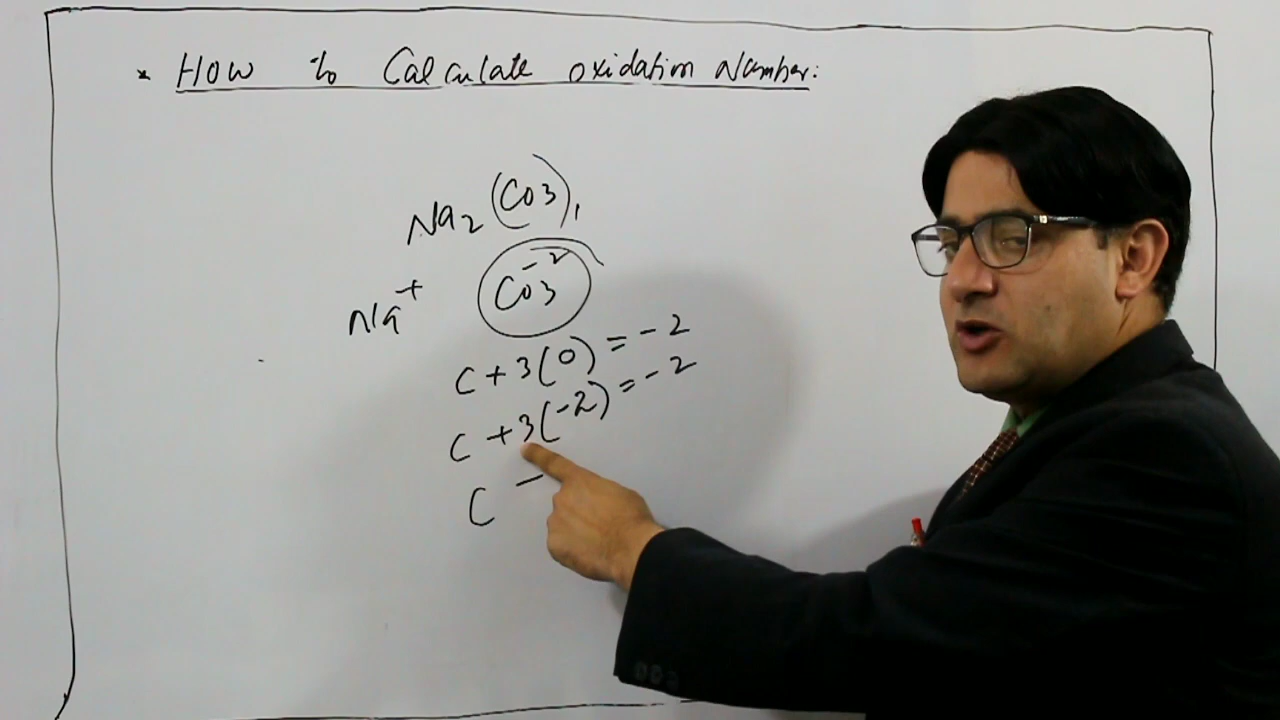 * How to Calculate oxidation Number:
Na₂(Co₃)₁
Na⁺ Co₃⁻²
C + 3(O) = -2
C + 3(-2) = -2
C -